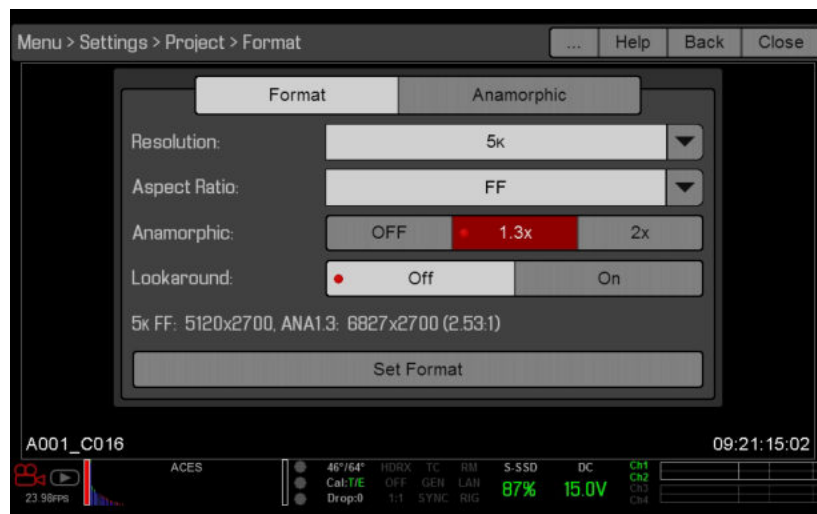 Menu > Settings > Project > Format ... Help Back Close
Format Anamorphic
Resolution: 5K
Aspect Ratio: FF
Anamorphic: OFF 1.3x 2x
Lookaround: Off On
5K FF: 5120x2700, ANA1.3: 6827x2700 (2.53:1)
Set Format
A001_C016 09:21:15:02
ACES 46°/64° HDRX TC RM S-SSD DC Ch1
Cal:T/E OFF GEN LAN 87% 15.0V Ch2
23.98FPS Drop:0 1:1 SYNC RIG Ch3
Ch4